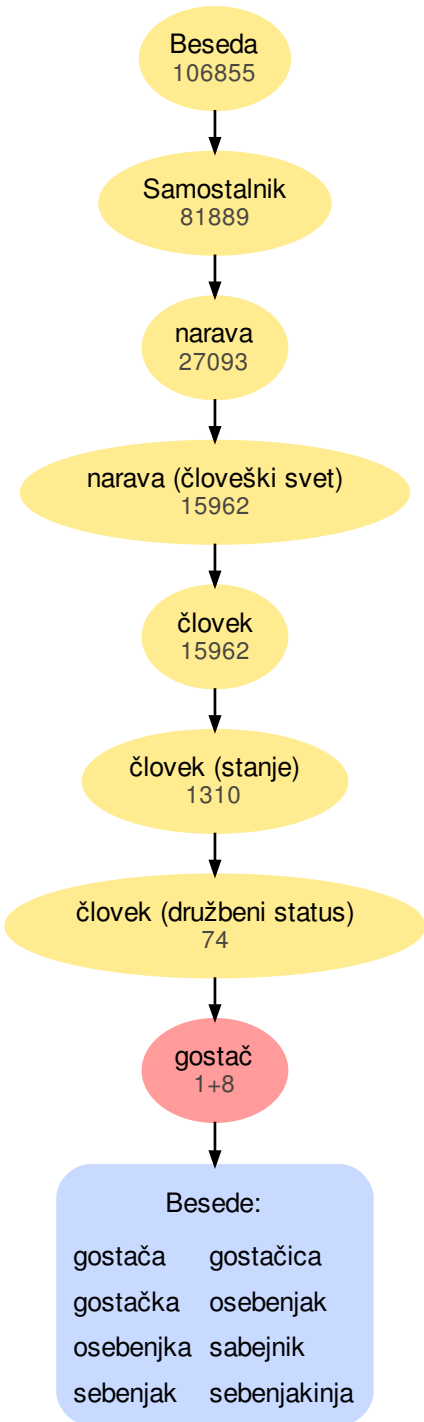 Beseda
106855
Samostalnik
81889
narava
27093
narava (človeški svet)
15962
človek
15962
človek (stanje)
1310
človek (družbeni status)
74
gostač
1+8
Besede:
gostača gostačica
gostačka osebenjak
osebenjka sabejnik
sebenjak sebenjakinja